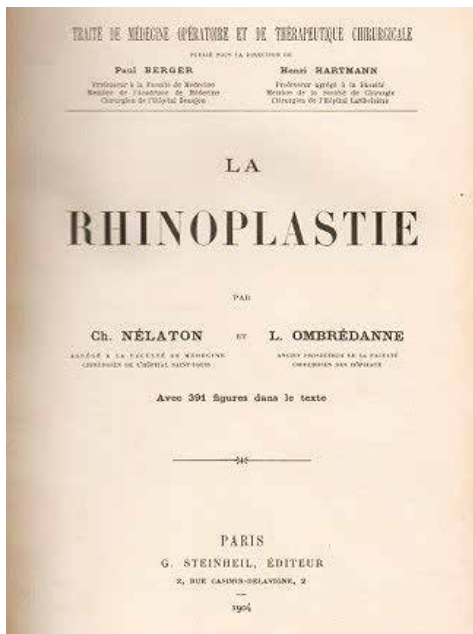 TRAITÉ DE MÉDECINE OPÉRATOIRE ET DE THÉRAPEUTIQUE CHIRURGICALE
PUBLIÉ SOUS LA DIRECTION DE
Paul BERGER
Professeur à la Faculté de Médecine
Membre de l'Académie de Médecine
Chirurgien de l'Hôpital Beaujon
Henri HARTMANN
Professeur agrégé à la Faculté
Membre de la Société de Chirurgie
Chirurgien de l'Hôpital Lariboisière
LA
RHINOPLASTIE
PAR
Ch. NÉLATON
AGRÉGÉ A LA FACULTÉ DE MÉDECINE
CHIRURGIEN DE L'HÔPITAL SAINT-LOUIS
ET
L. OMBRÉDANNE
ANCIEN PROSECTEUR DE LA FACULTÉ
CHIRURGIEN DES HÔPITAUX
Avec 391 figures dans le texte
PARIS
G. STEINHEIL, ÉDITEUR
2, RUE CASIMIR-DELAVIGNE, 2
1904